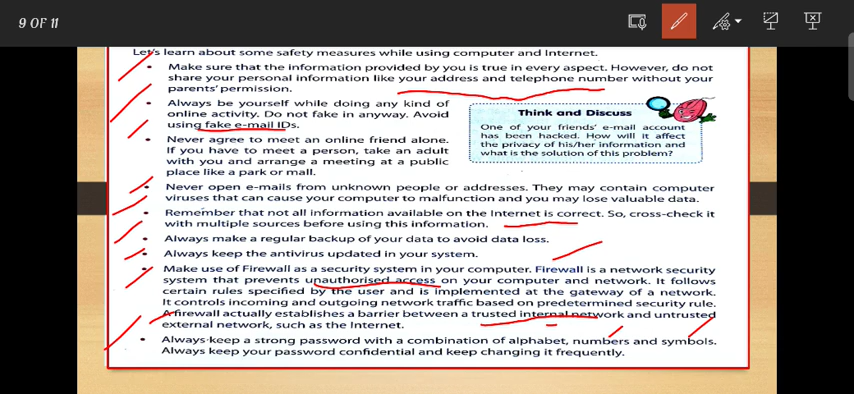 9 OF 11
Let's learn about some safety measures while using computer and Internet.
• Make sure that the information provided by you is true in every aspect. However, do not
share your personal information like your address and telephone number without your
parents' permission.
• Always be yourself while doing any kind of
online activity. Do not fake in anyway. Avoid
using fake e-mail IDs.
• Never agree to meet an online friend alone.
If you have to meet a person, take an adult
with you and arrange a meeting at a public
place like a park or mall.
Think and Discuss
One of your friends' e-mail account
has been hacked. How will it affect
the privacy of his/her information and
what is the solution of this problem?
• Never open e-mails from unknown people or addresses. They may contain computer
viruses that can cause your computer to malfunction and you may lose valuable data.
• Remember that not all information available on the Internet is correct. So, cross-check it
with multiple sources before using this information.
• Always make a regular backup of your data to avoid data loss.
• Always keep the antivirus updated in your system.
• Make use of Firewall as a security system in your computer. Firewall is a network security
system that prevents unauthorised access on your computer and network. It follows
certain rules specified by the user and is implemented at the gateway of a network.
It controls incoming and outgoing network traffic based on predetermined security rule.
A firewall actually establishes a barrier between a trusted internal network and untrusted
external network, such as the Internet.
• Always keep a strong password with a combination of alphabet, numbers and symbols.
Always keep your password confidential and keep changing it frequently.